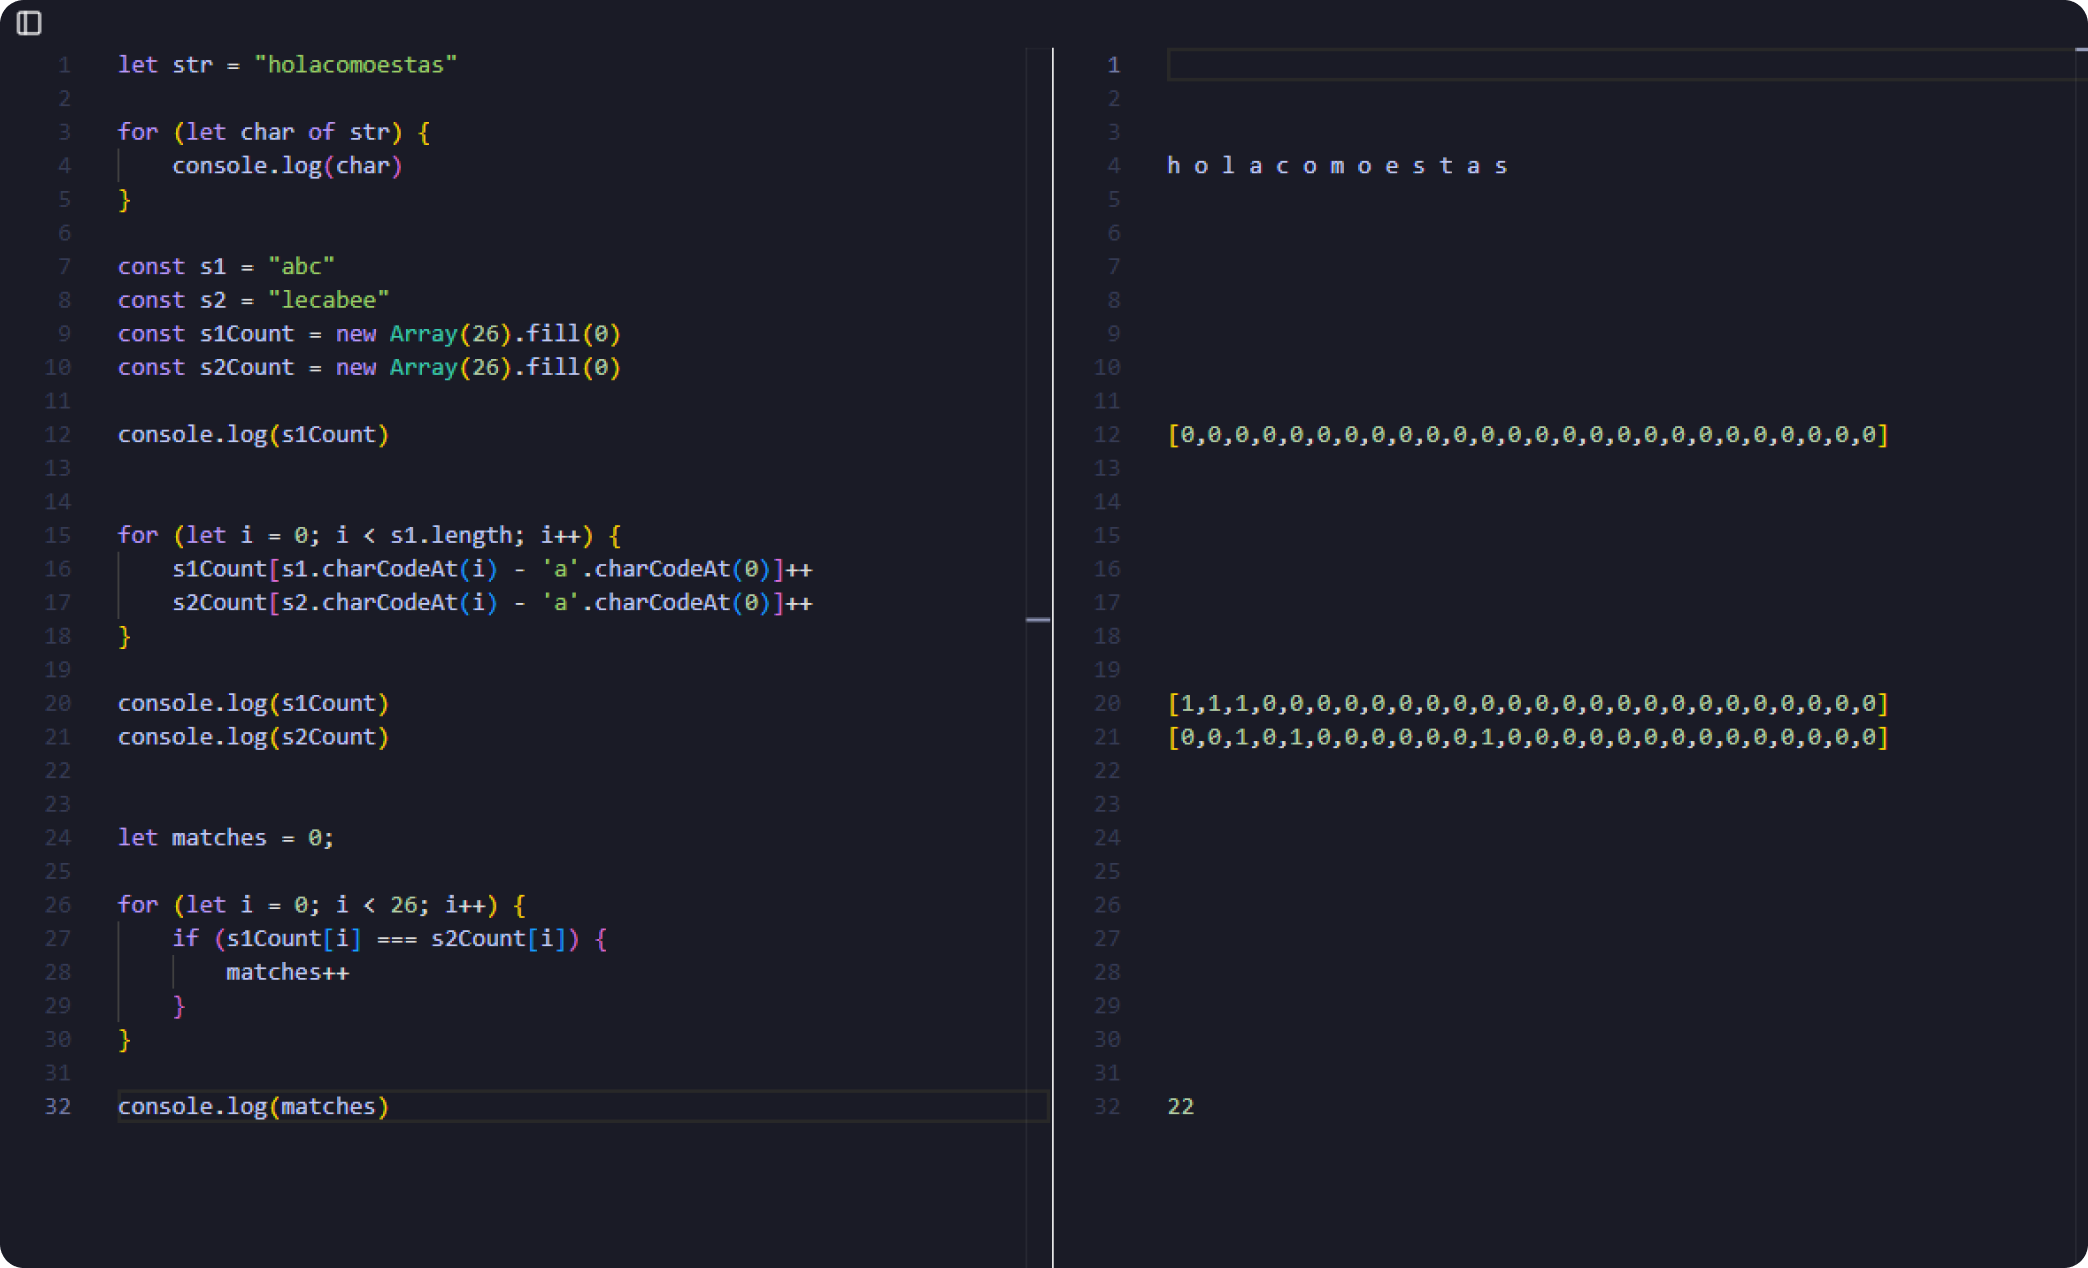 1 let str = "holacomoestas"
2
3 for (let char of str) {
4 console.log(char)
5 }
6
7 const s1 = "abc"
8 const s2 = "lecabee"
9 const s1Count = new Array(26).fill(0)
10 const s2Count = new Array(26).fill(0)
11
12 console.log(s1Count)
13
14
15 for (let i = 0; i < s1.length; i++) {
16 s1Count[s1.charCodeAt(i) - 'a'.charCodeAt(0)]++
17 s2Count[s2.charCodeAt(i) - 'a'.charCodeAt(0)]++
18 }
19
20 console.log(s1Count)
21 console.log(s2Count)
22
23
24 let matches = 0;
25
26 for (let i = 0; i < 26; i++) {
27 if (s1Count[i] === s2Count[i]) {
28 matches++
29 }
30 }
31
32 console.log(matches)
1
2
3
4 h o l a c o m o e s t a s
5
6
7
8
9
10
11
12 [0,0,0,0,0,0,0,0,0,0,0,0,0,0,0,0,0,0,0,0,0,0,0,0,0,0]
13
14
15
16
17
18
19
20 [1,1,1,0,0,0,0,0,0,0,0,0,0,0,0,0,0,0,0,0,0,0,0,0,0,0]
21 [0,0,1,0,1,0,0,0,0,0,0,1,0,0,0,0,0,0,0,0,0,0,0,0,0,0]
22
23
24
25
26
27
28
29
30
31
32 22